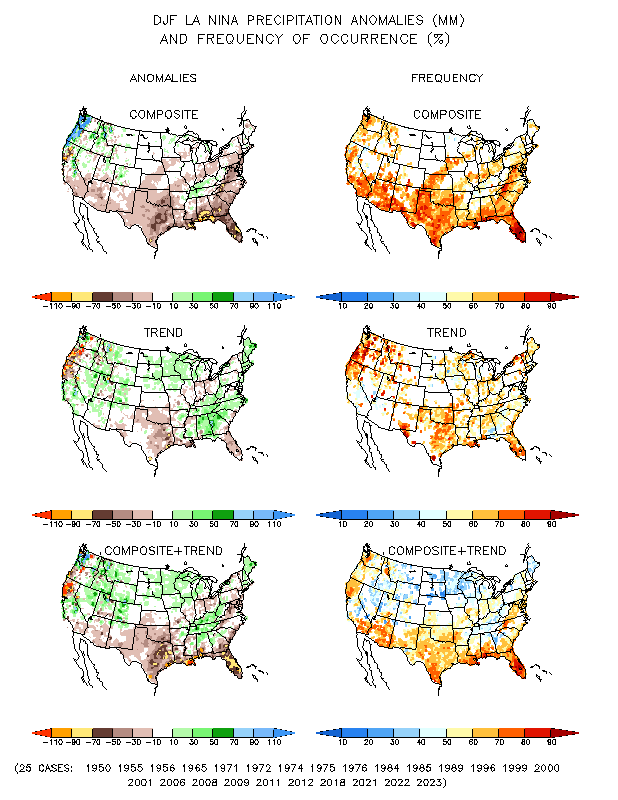 DJF LA NINA PRECIPITATION ANOMALIES (MM)
AND FREQUENCY OF OCCURRENCE (%)
ANOMALIES FREQUENCY
COMPOSITE COMPOSITE
-110 -90 -70 -50 -30 -10 10 30 50 70 90 110 10 20 30 40 50 60 70 80 90
TREND TREND
-110 -90 -70 -50 -30 -10 10 30 50 70 90 110 10 20 30 40 50 60 70 80 90
COMPOSITE+TREND COMPOSITE+TREND
-110 -90 -70 -50 -30 -10 10 30 50 70 90 110 10 20 30 40 50 60 70 80 90
(25 CASES: 1950 1955 1956 1965 1971 1972 1974 1975 1976 1984 1985 1989 1996 1999 2000
2001 2006 2008 2009 2011 2012 2018 2021 2022 2023)